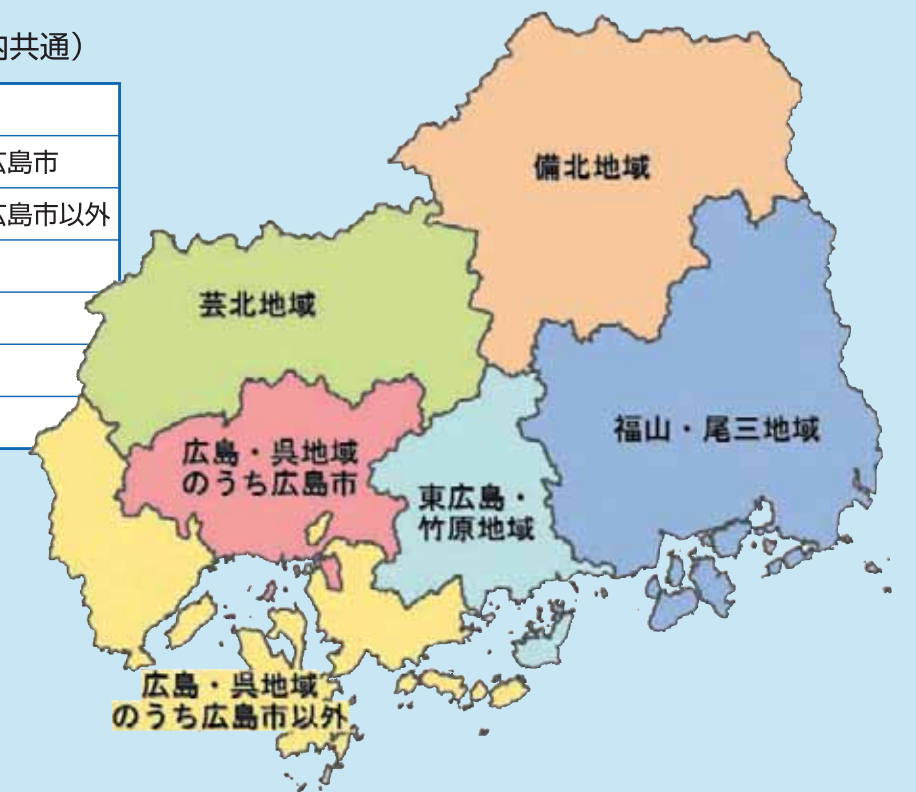 内共通）
広島市
広島市以外
備北地域
芸北地域
福山・尾三地域
広島・呉地域
のうち広島市
東広島・
竹原地域
広島・呉地域
のうち広島市以外